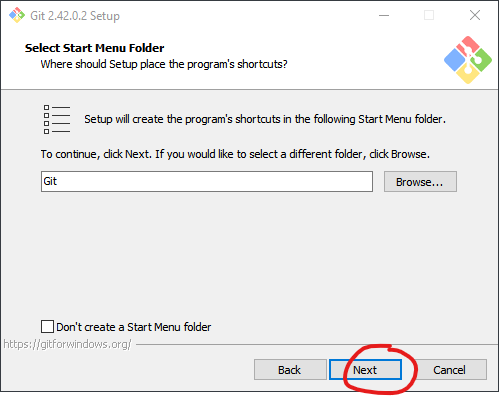 Git 2.42.0.2 Setup
Select Start Menu Folder
Where should Setup place the program's shortcuts?
Setup will create the program's shortcuts in the following Start Menu folder.
To continue, click Next. If you would like to select a different folder, click Browse.
Git
Browse...
Don't create a Start Menu folder
https://gitforwindows.org/
Back
Next
Cancel